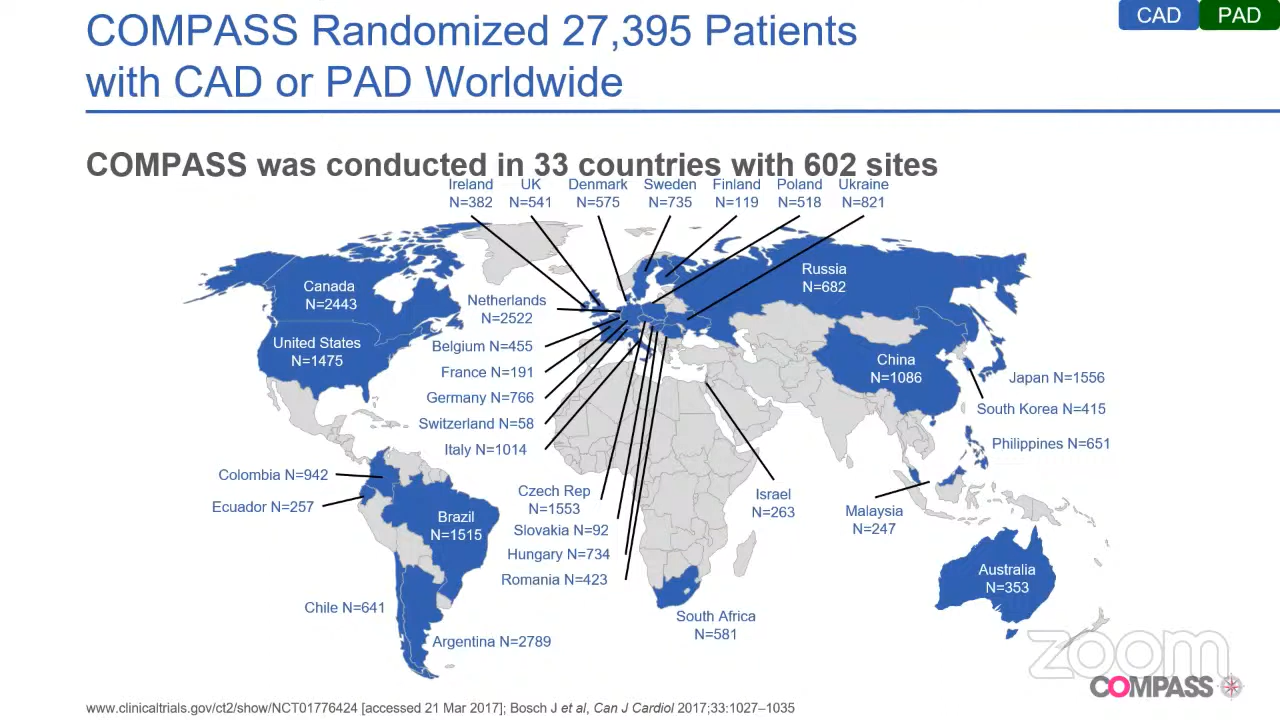 CAD PAD
COMPASS Randomized 27,395 Patients
with CAD or PAD Worldwide
COMPASS was conducted in 33 countries with 602 sites
Ireland
N=382
UK
N=541
Denmark
N=575
Sweden
N=735
Finland
N=119
Poland
N=518
Ukraine
N=821
Canada
N=2443
United States
N=1475
Netherlands
N=2522
Belgium N=455
France N=191
Germany N=766
Switzerland N=58
Italy N=1014
Russia
N=682
China
N=1086
Japan N=1556
South Korea N=415
Philippines N=651
Colombia N=942
Ecuador N=257
Brazil
N=1515
Czech Rep
N=1553
Slovakia N=92
Hungary N=734
Romania N=423
Israel
N=263
Malaysia
N=247
Australia
N=353
Chile N=641
Argentina N=2789
South Africa
N=581
zoom
COMPASS
www.clinicaltrials.gov/ct2/show/NCT01776424 [accessed 21 Mar 2017]; Bosch J et al, Can J Cardiol 2017;33:1027–1035